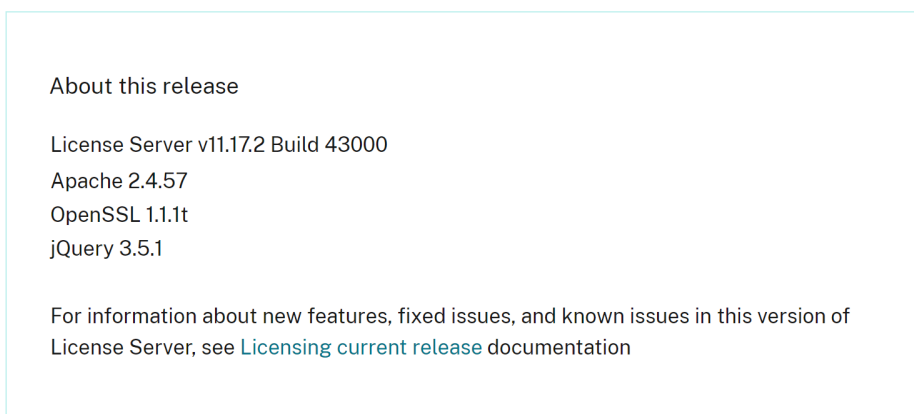 About this release
License Server v11.17.2 Build 43000
Apache 2.4.57
OpenSSL 1.1.1t
jQuery 3.5.1
For information about new features, fixed issues, and known issues in this version of
License Server, see Licensing current release documentation